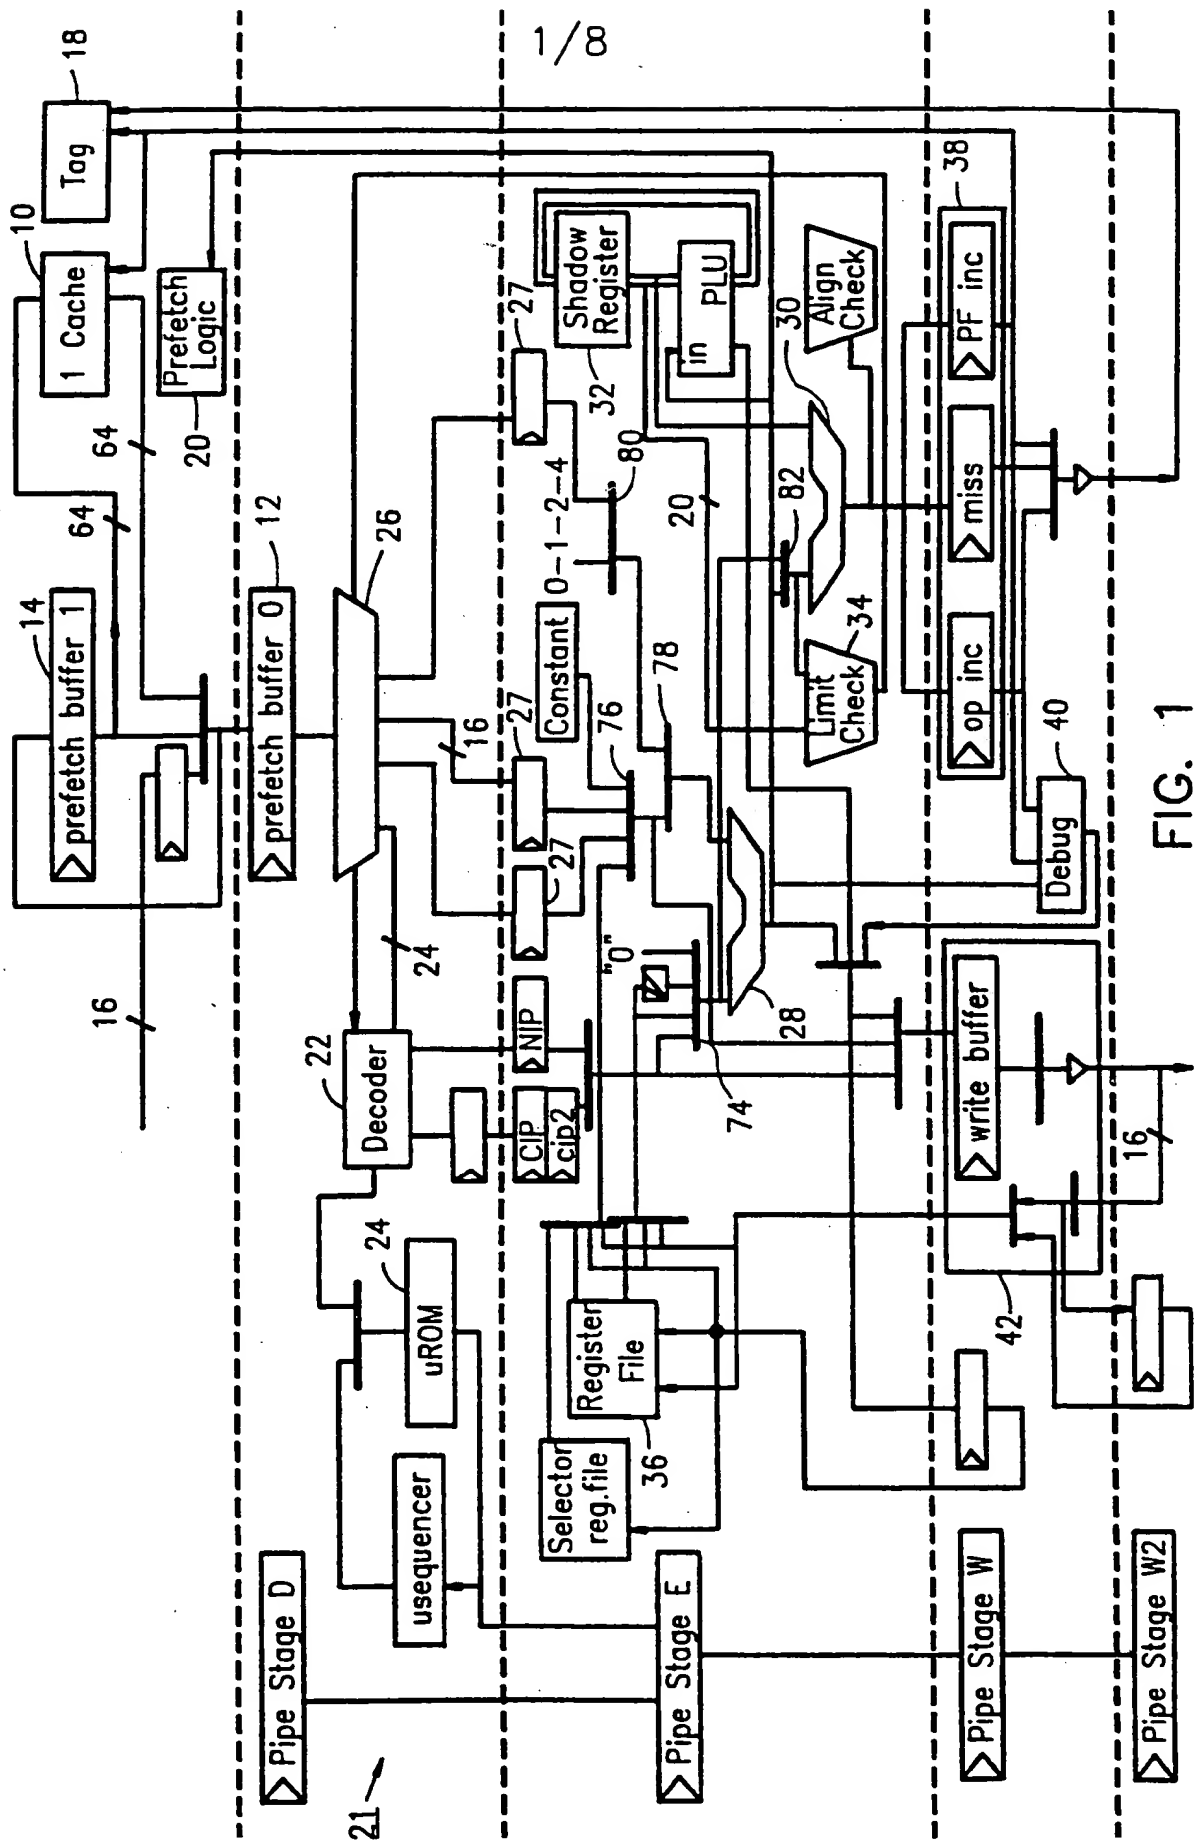 1/8
18
Tag
10
1 Cache
Prefetch
Logic
20
64
64
14
prefetch buffer 1
16
12
prefetch buffer 0
26
22
Decoder
24
16
24
uROM
usequencer
Pipe Stage D
21
27
27
27
NIP
CIP
cip2
Constant
0-1-2-4
80
76
78
"0"
74
28
Shadow
Register
32
PLU
in
20
82
30
Align
Check
34
Limit
Check
Register
File
36
Selector
reg.file
Pipe Stage E
38
op inc
miss
PF inc
40
Debug
write buffer
42
16
Pipe Stage W
Pipe Stage W2
FIG. 1